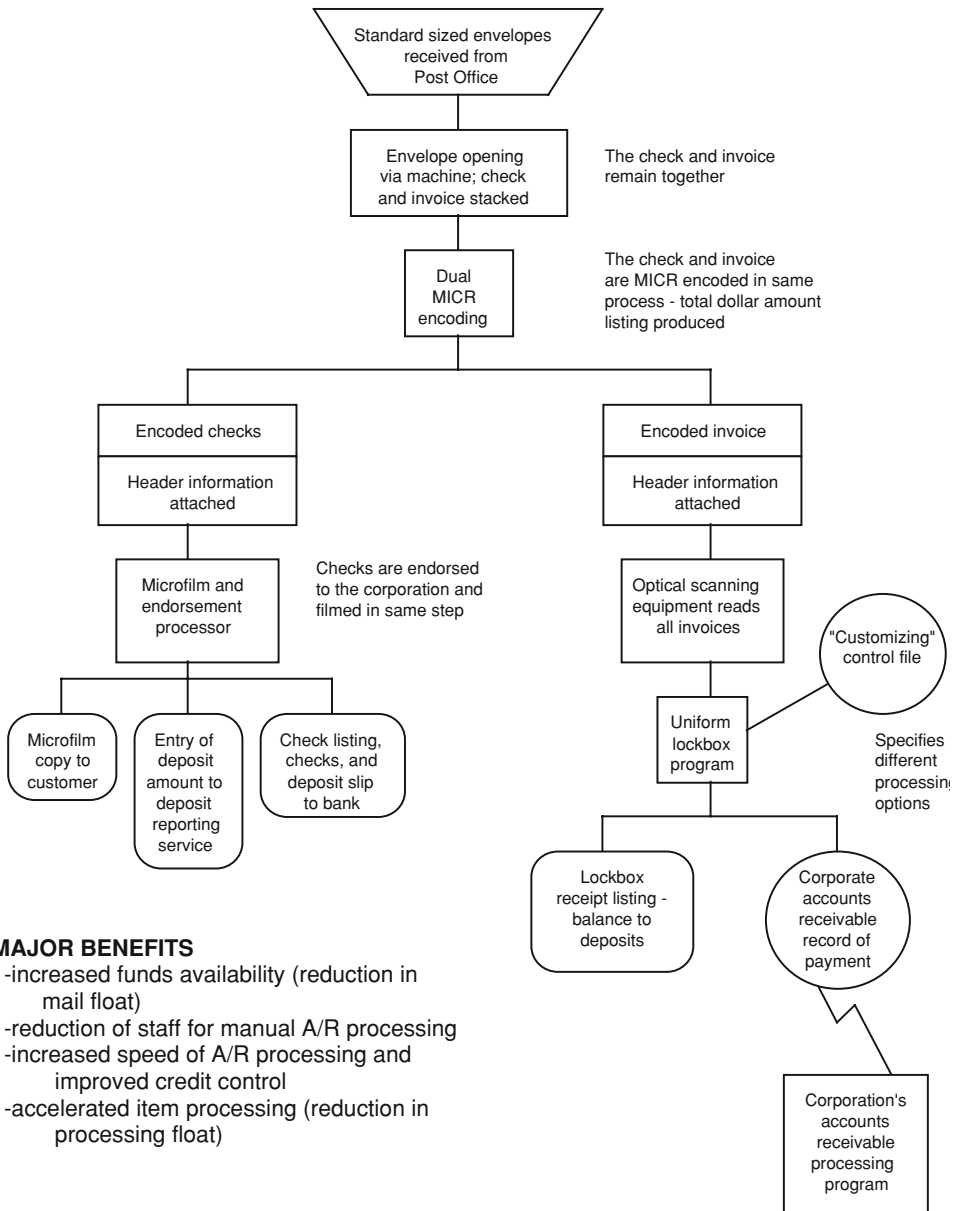 Standard sized envelopes
received from
Post Office
Envelope opening
via machine; check
and invoice stacked
The check and invoice
remain together
Dual
MICR
encoding
The check and invoice
are MICR encoded in same
process - total dollar amount
listing produced
Encoded checks
Header information
attached
Encoded invoice
Header information
attached
Microfilm and
endorsement
processor
Checks are endorsed
to the corporation and
filmed in same step
Optical scanning
equipment reads
all invoices
"Customizing"
control file
Uniform
lockbox
program
Specifies
different
processing
options
Microfilm
copy to
customer
Entry of
deposit
amount to
deposit
reporting
service
Check listing,
checks, and
deposit slip
to bank
Lockbox
receipt listing -
balance to
deposits
Corporate
accounts
receivable
record of
payment
MAJOR BENEFITS
-increased funds availability (reduction in
mail float)
-reduction of staff for manual A/R processing
-increased speed of A/R processing and
improved credit control
-accelerated item processing (reduction in
processing float)
Corporation's
accounts
receivable
processing
program